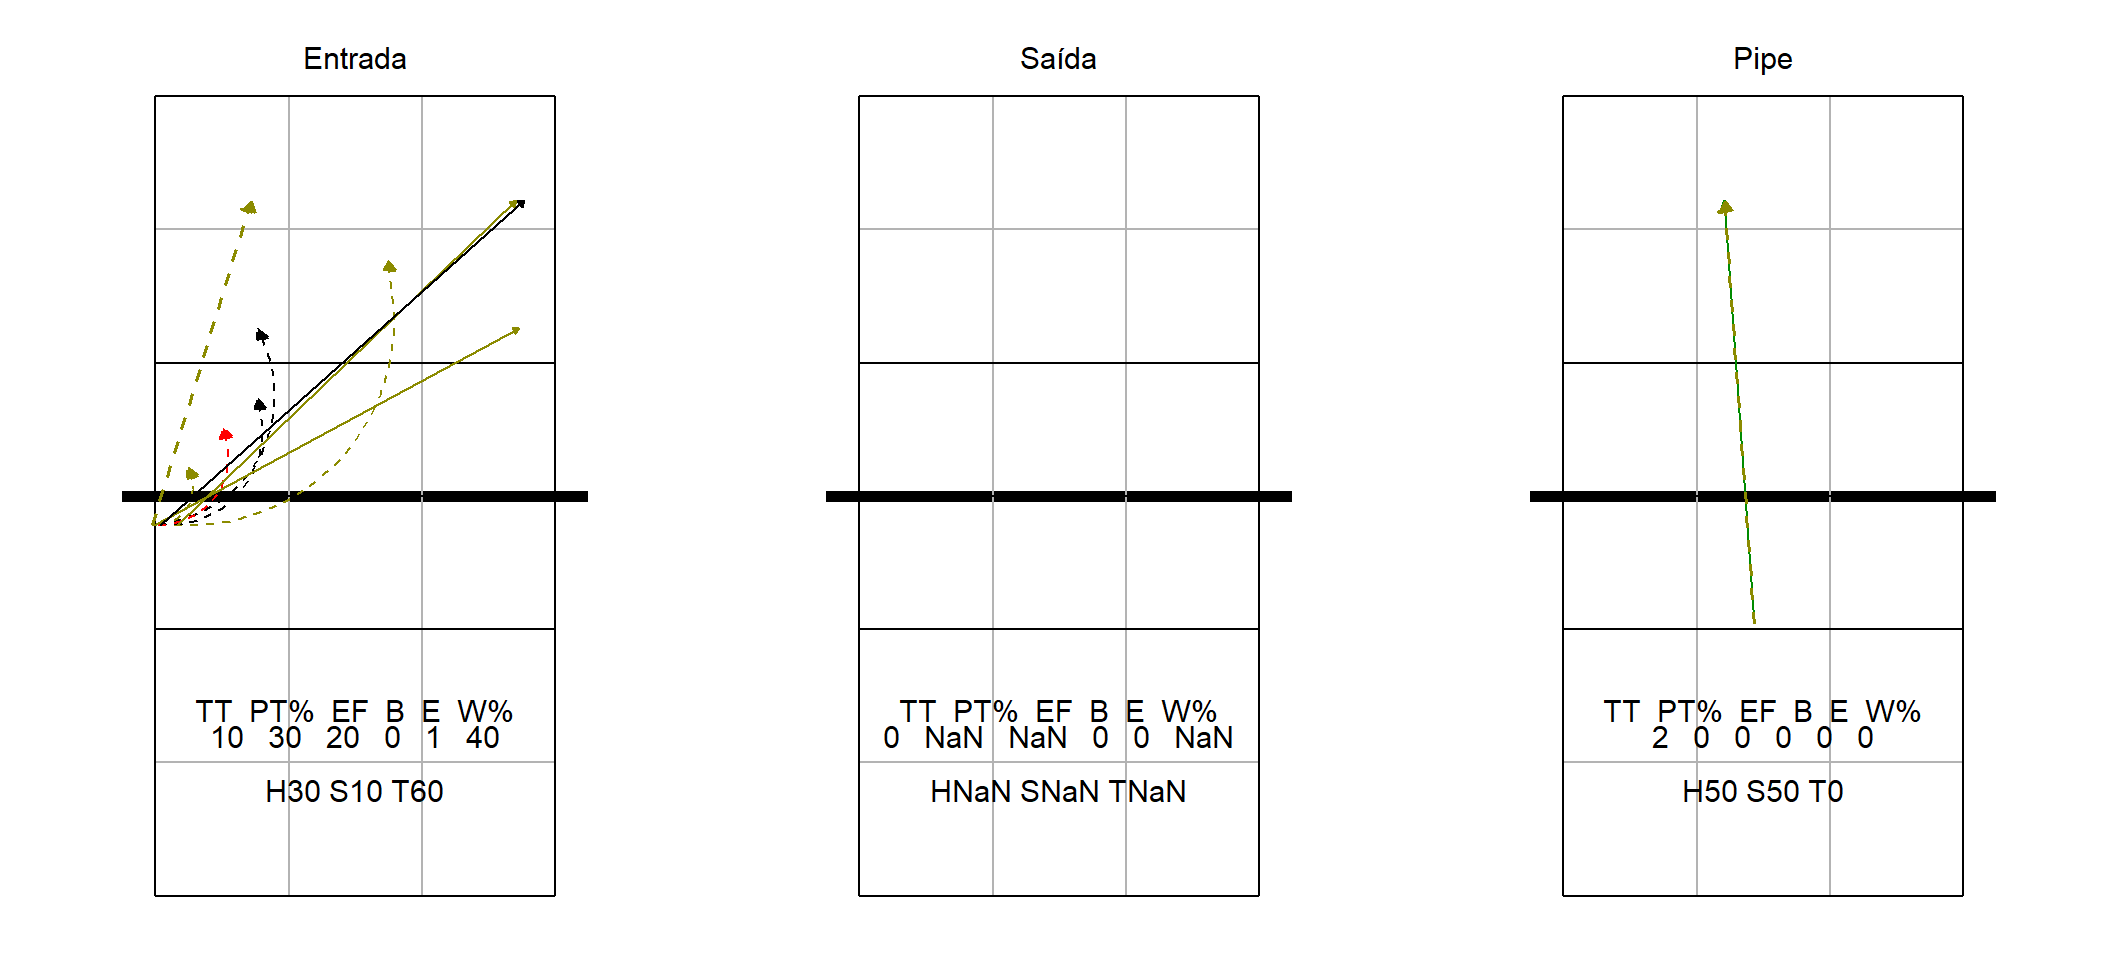 Entrada
TT PT% EF B E W%
10 30 20 0 1 40
H30 S10 T60
Saída
TT PT% EF B E W%
0 NaN NaN 0 0 NaN
HNaN SNaN TNaN
Pipe
TT PT% EF B E W%
2 0 0 0 0 0
H50 S50 T0